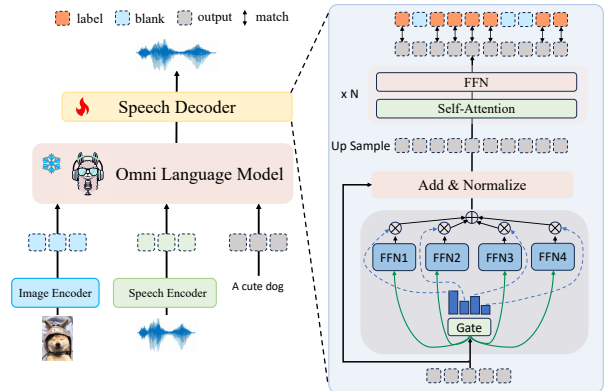 label blank output match
Speech Decoder
Omni Language Model
Image Encoder
Speech Encoder
A cute dog
x N
FFN
Self-Attention
Up Sample
Add & Normalize
FFN1 FFN2 FFN3 FFN4
Gate